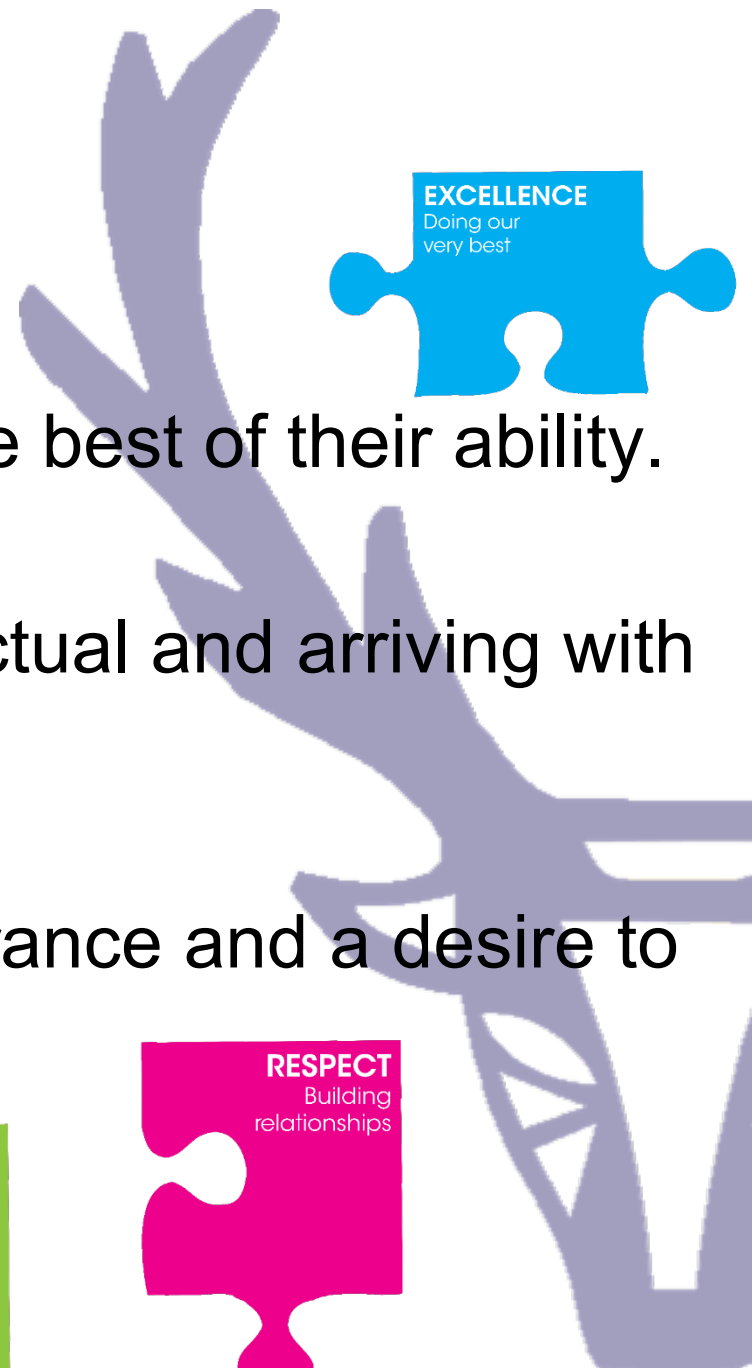 EXCELLENCE
Doing our
very best
e best of their ability.
ctual and arriving with
ance and a desire to
RESPECT
Building
relationships